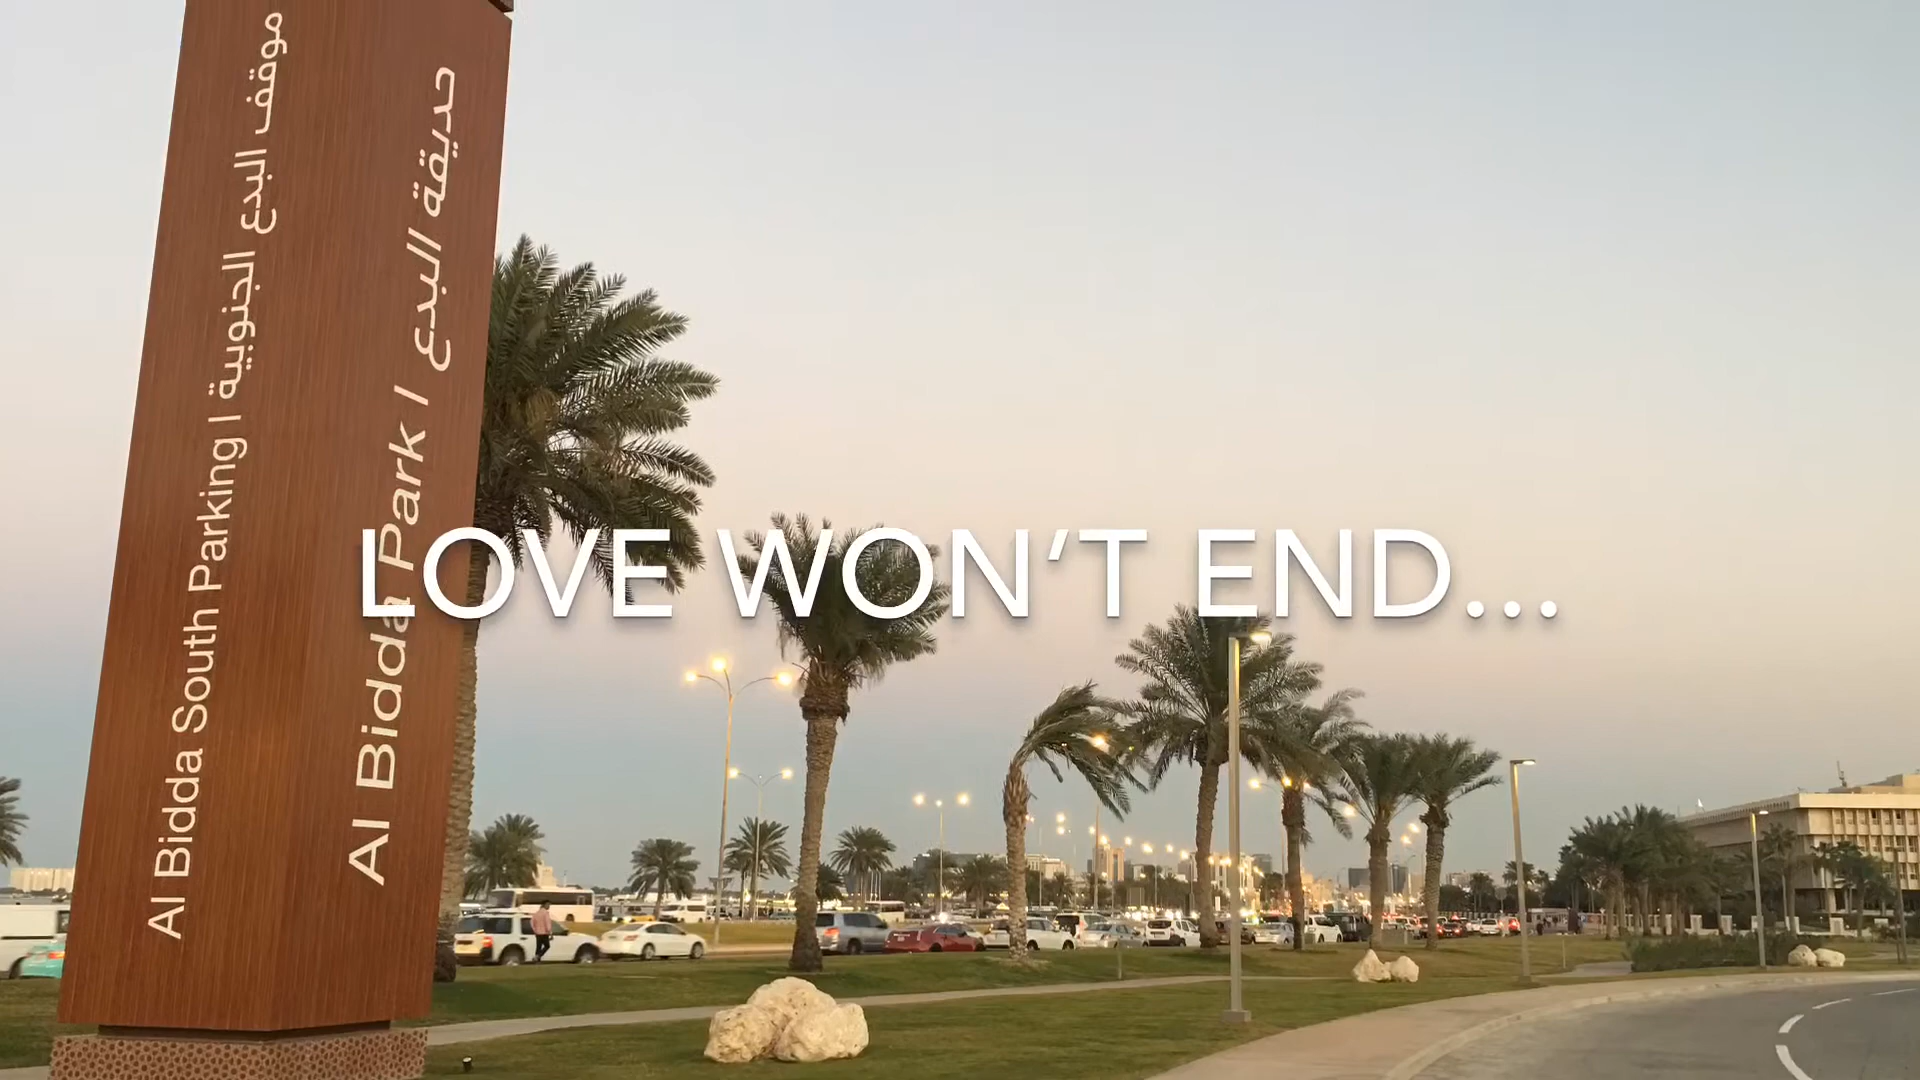 موقف البدع الجنوبية | Al Bidda South Parking
حديقة البدع | Al Bidda Park
LOVE WON’T END...